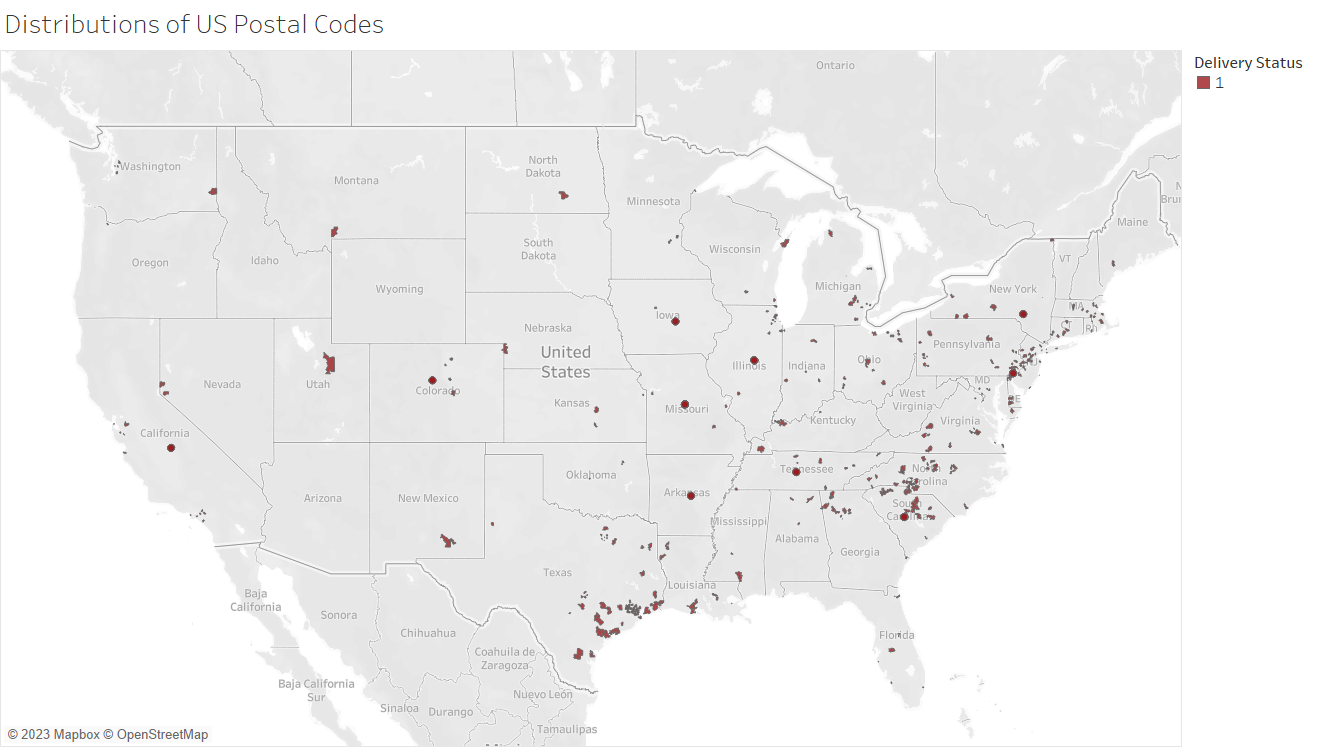 Distributions of US Postal Codes
Delivery Status
1
Ontario
Washington
Montana
North
Dakota
Minnesota
Maine
Oregon
Idaho
South
Dakota
Wisconsin
VT
Wyoming
Michigan
New York
MA
CT
RI
Iowa
Nebraska
Pennsylvania
United
States
Nevada
Utah
Colorado
Illinois
Indiana
Ohio
MD
DE
West
Virginia
Kansas
Missouri
Kentucky
Virginia
California
Tennessee
North
Carolina
Oklahoma
Arkansas
South
Carolina
Arizona
New Mexico
Mississippi
Alabama
Georgia
Texas
Louisiana
Baja
California
Sonora
Chihuahua
Florida
Coahuila de
Zaragoza
Baja California
Sur
Nuevo León
Sinaloa
Durango
Tamaulipas
© 2023 Mapbox © OpenStreetMap